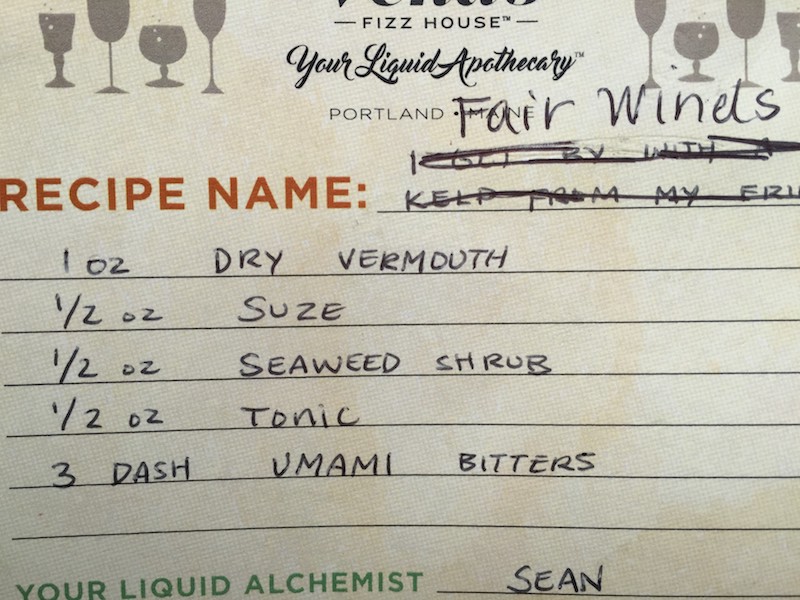 FIZZ HOUSE™
Your Liquid Apothecary™
PORTLAND • MAINE
Fair Winds
I GET BY WITH A
RECIPE NAME: KELP FROM MY
1 OZ DRY VERMOUTH
1/2 OZ SUZE
1/2 OZ SEAWEED SHRUB
1/2 OZ TONIC
3 DASH UMAMI BITTERS
YOUR LIQUID ALCHEMIST SEAN